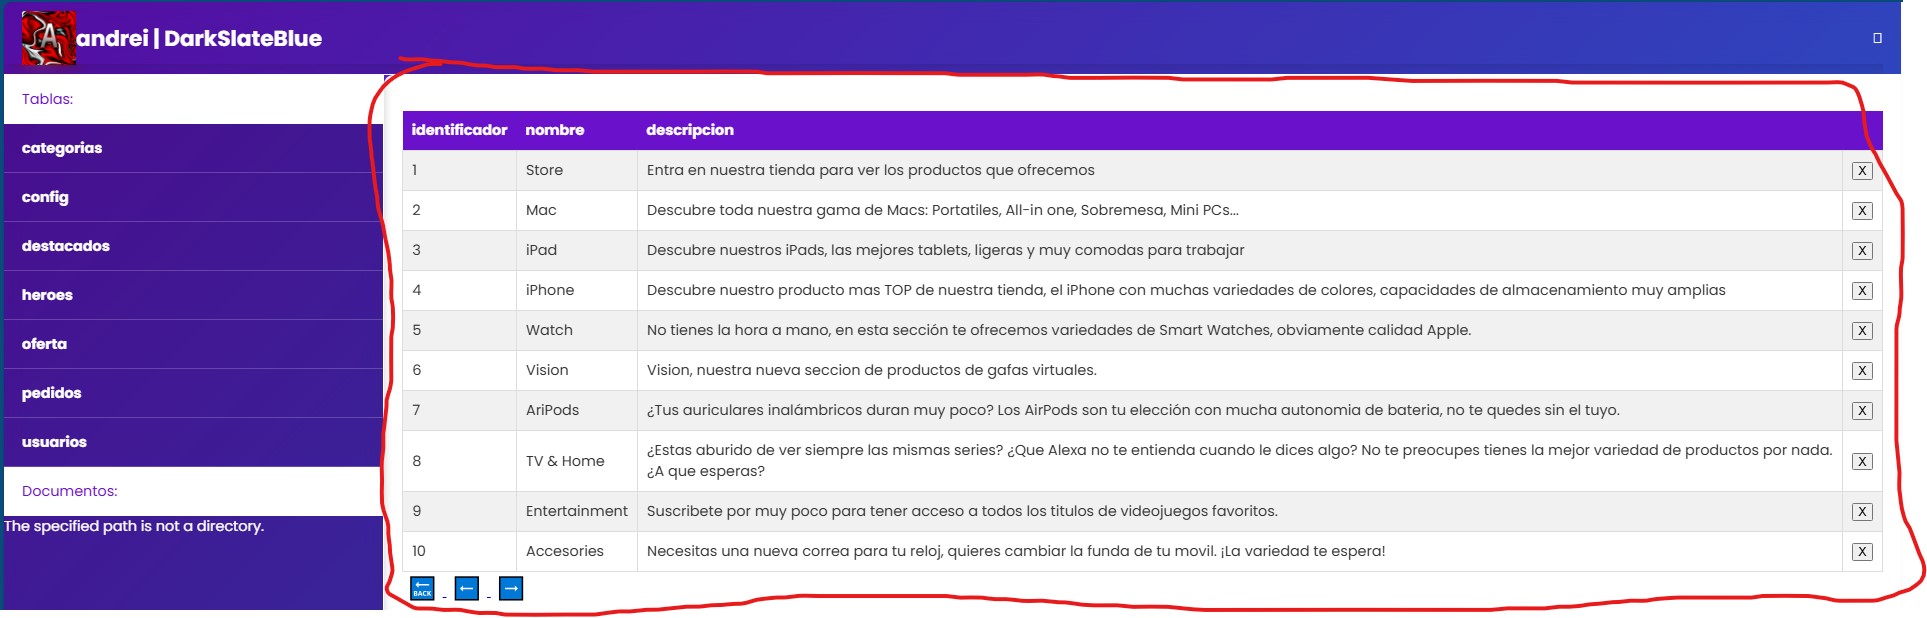 A andrei | DarkSlateBlue
Tablas:
categorias
config
destacados
heroes
oferta
pedidos
usuarios
Documentos:
The specified path is not a directory.
identificador nombre descripcion
1 Store Entra en nuestra tienda para ver los productos que ofrecemos X
2 Mac Descubre toda nuestra gama de Macs: Portatiles, All-in one, Sobremesa, Mini PCs... X
3 iPad Descubre nuestros iPads, las mejores tablets, ligeras y muy comodas para trabajar X
4 iPhone Descubre nuestro producto mas TOP de nuestra tienda, el iPhone con muchas variedades de colores, capacidades de almacenamiento muy amplias X
5 Watch No tienes la hora a mano, en esta sección te ofrecemos variedades de Smart Watches, obviamente calidad Apple. X
6 Vision Vision, nuestra nueva seccion de productos de gafas virtuales. X
7 AriPods ¿Tus auriculares inalámbricos duran muy poco? Los AirPods son tu elección con mucha autonomia de bateria, no te quedes sin el tuyo. X
8 TV & Home ¿Estas aburido de ver siempre las mismas series? ¿Que Alexa no te entienda cuando le dices algo? No te preocupes tienes la mejor variedad de productos por nada. X
¿A que esperas?
9 Entertainment Suscribete por muy poco para tener acceso a todos los titulos de videojuegos favoritos. X
10 Accesories Necesitas una nueva correa para tu reloj, quieres cambiar la funda de tu movil. ¡La variedad te espera! X
BACK - -